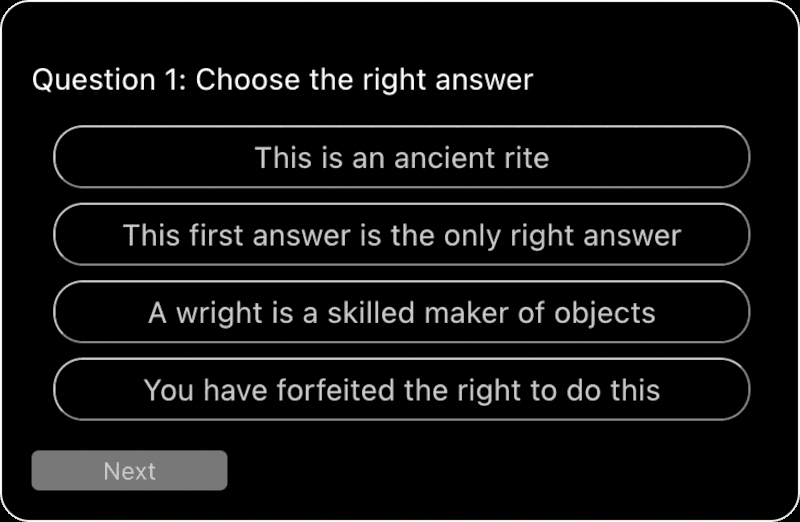 Question 1: Choose the right answer
This is an ancient rite
This first answer is the only right answer
A wright is a skilled maker of objects
You have forfeited the right to do this
Next